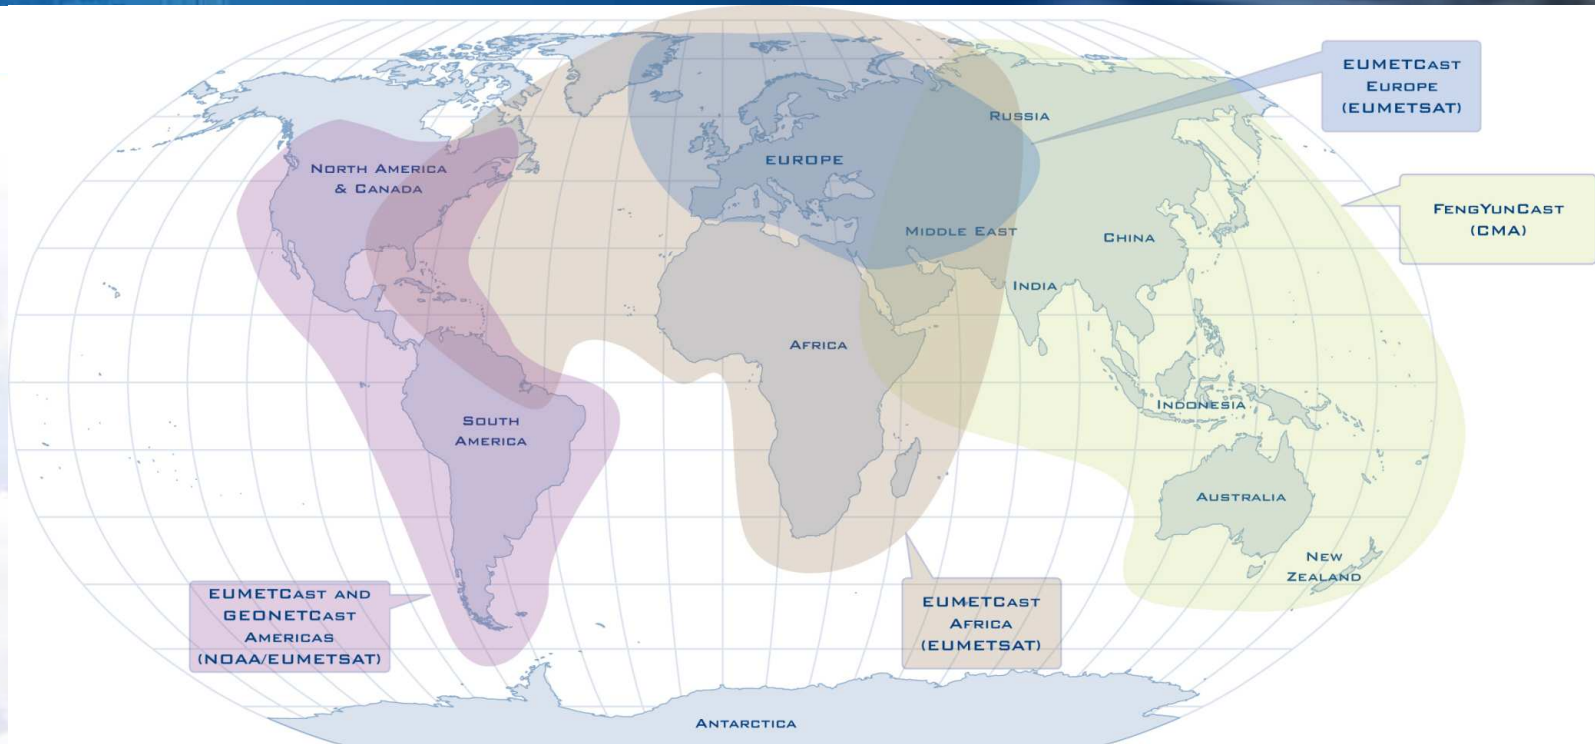 EUMETCast
Europe
(EUMETSAT)
Russia
North America
& Canada
EUROPE
FengYunCast
(CMA)
Middle East
China
India
Africa
Indonesia
South
America
Australia
New
Zealand
EUMETCast and
GEONETCast
Americas
(NOAA/EUMETSAT)
EUMETCast
Africa
(EUMETSAT)
Antarctica